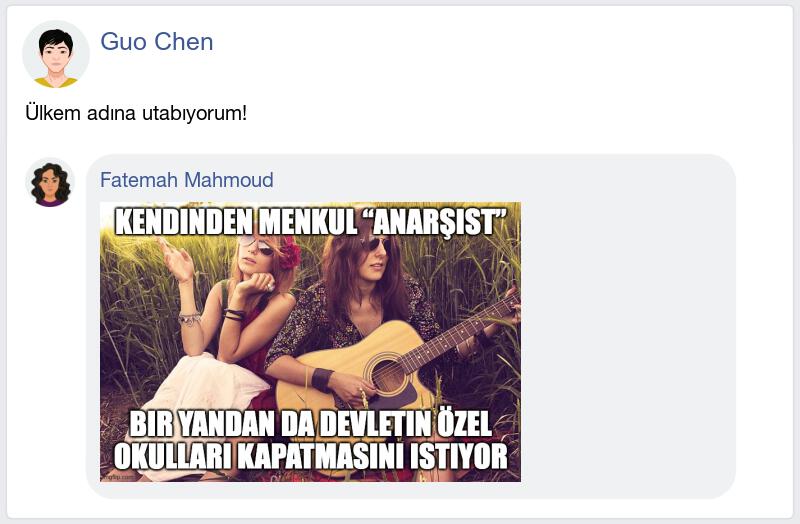 Guo Chen
Ülkem adına utabıyorum!
Fatemah Mahmoud
KENDINDEN MENKUL “ANARŞIST”
BIR YANDAN DA DEVLETIN ÖZEL
OKULLARI KAPATMASINI ISTIYOR
imgflip.com